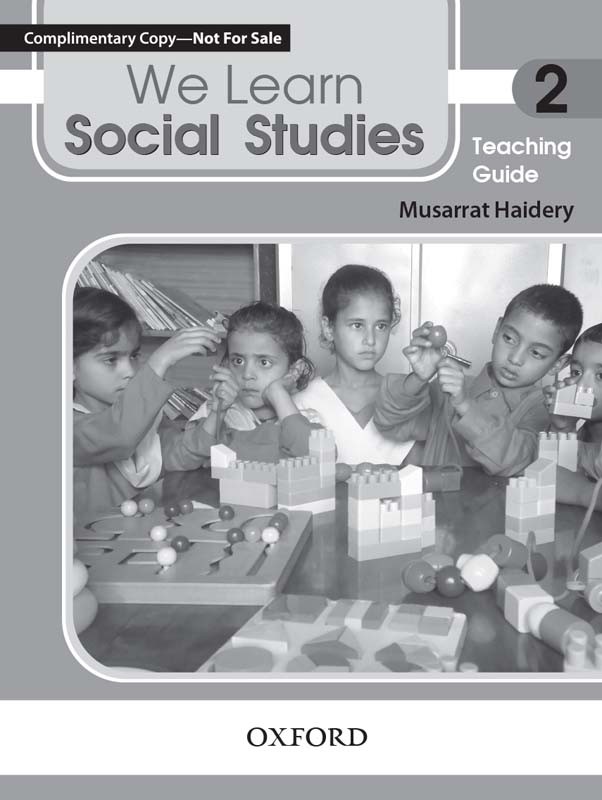 Complimentary Copy—Not For Sale
We Learn
Social Studies
2
Teaching
Guide
Musarrat Haidery
OXFORD